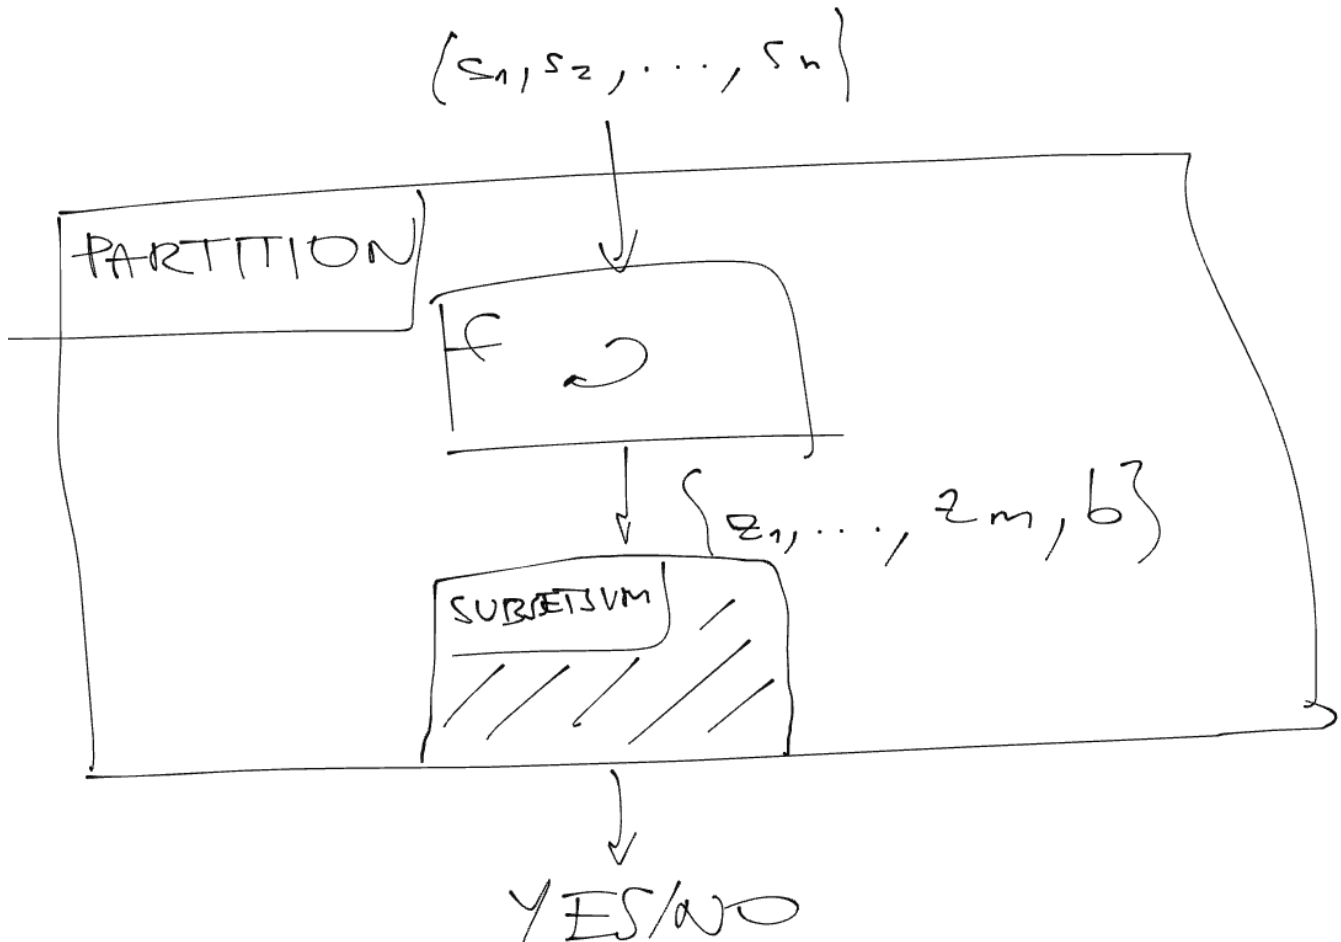 (s1, s2, ..., sn)
PARTITION
f
{z1, ..., zm, b}
SUBSETSUM
YES/NO